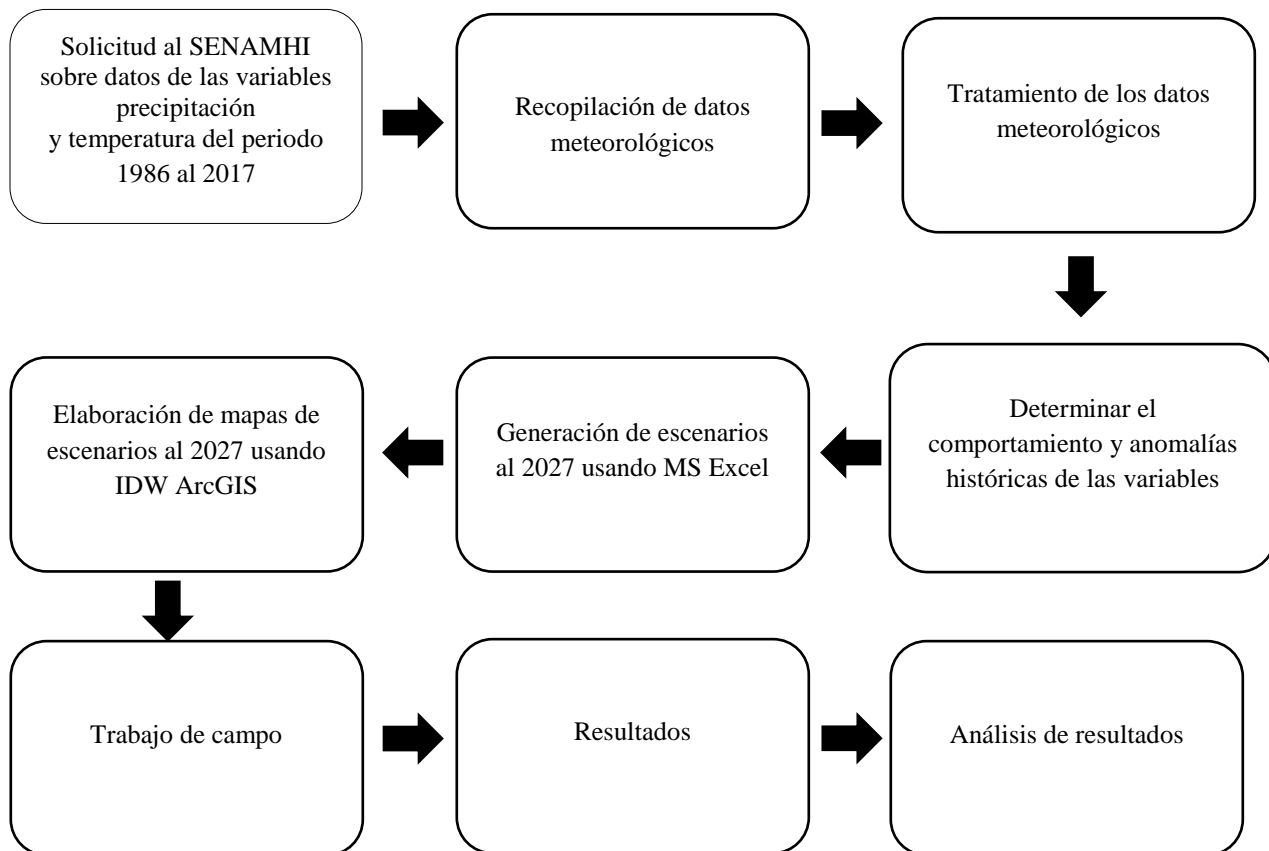 Solicitud al SENAMHI
sobre datos de las variables
precipitación
y temperatura del periodo
1986 al 2017
Recopilación de datos
meteorológicos
Tratamiento de los datos
meteorológicos
Determinar el
comportamiento y anomalías
históricas de las variables
Generación de escenarios
al 2027 usando MS Excel
Elaboración de mapas de
escenarios al 2027 usando
IDW ArcGIS
Trabajo de campo
Resultados
Análisis de resultados